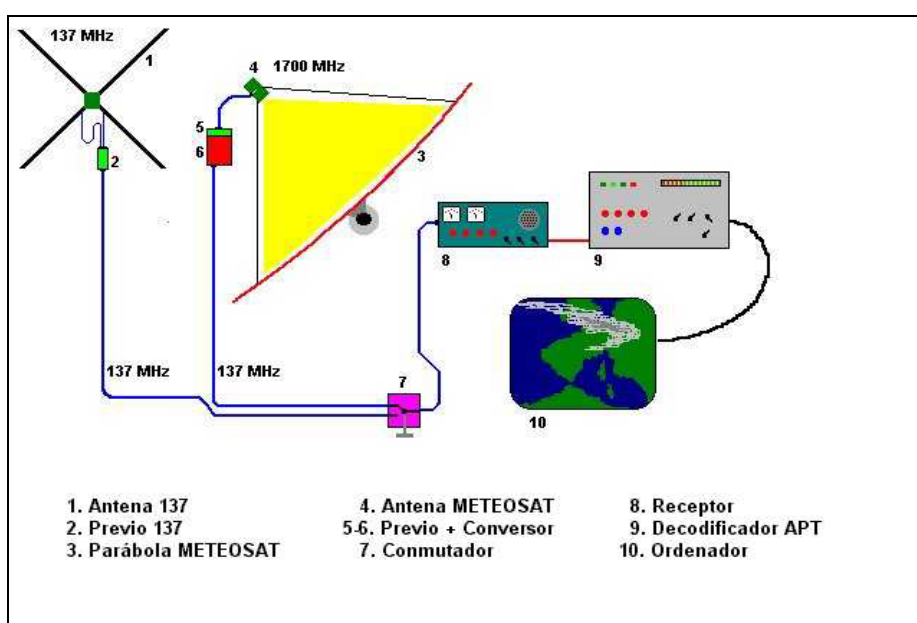 137 MHz
1
2
4 1700 MHz
5
6
3
8
9
137 MHz
137 MHz
7
10
1. Antena 137
2. Previo 137
3. Parábola METEOSAT
4. Antena METEOSAT
5-6. Previo + Conversor
7. Conmutador
8. Receptor
9. Decodificador APT
10. Ordenador